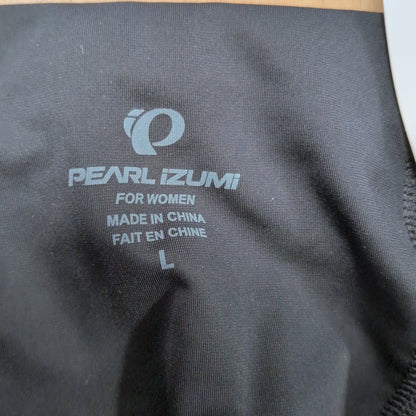 PEARL iZUMi
FOR WOMEN
MADE IN CHINA
FAIT EN CHINE
L